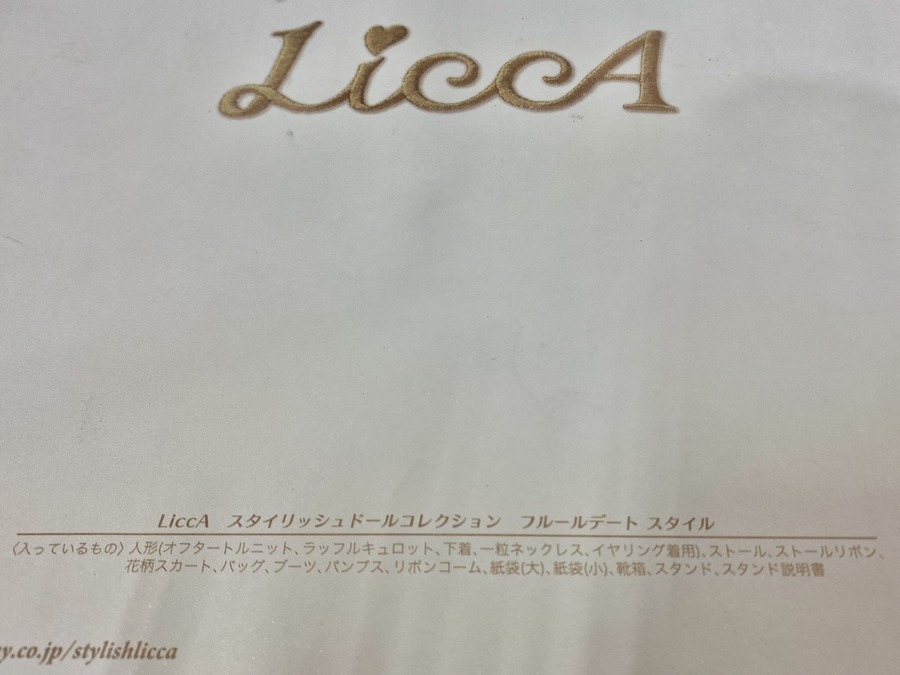 LiccA
LiccA スタイリッシュドールコレクション フルールデート スタイル
〈入っているもの〉人形(オフタートルニット、ラッフルキュロット、下着、一粒ネックレス、イヤリング着用)。ストール、ストールリボン、
花柄スカート、バッグ、ブーツ、パンプス、リボンコーム、紙袋(大)、紙袋(小)、靴箱、スタンド、スタンド説明書
y.co.jp/stylishlicca